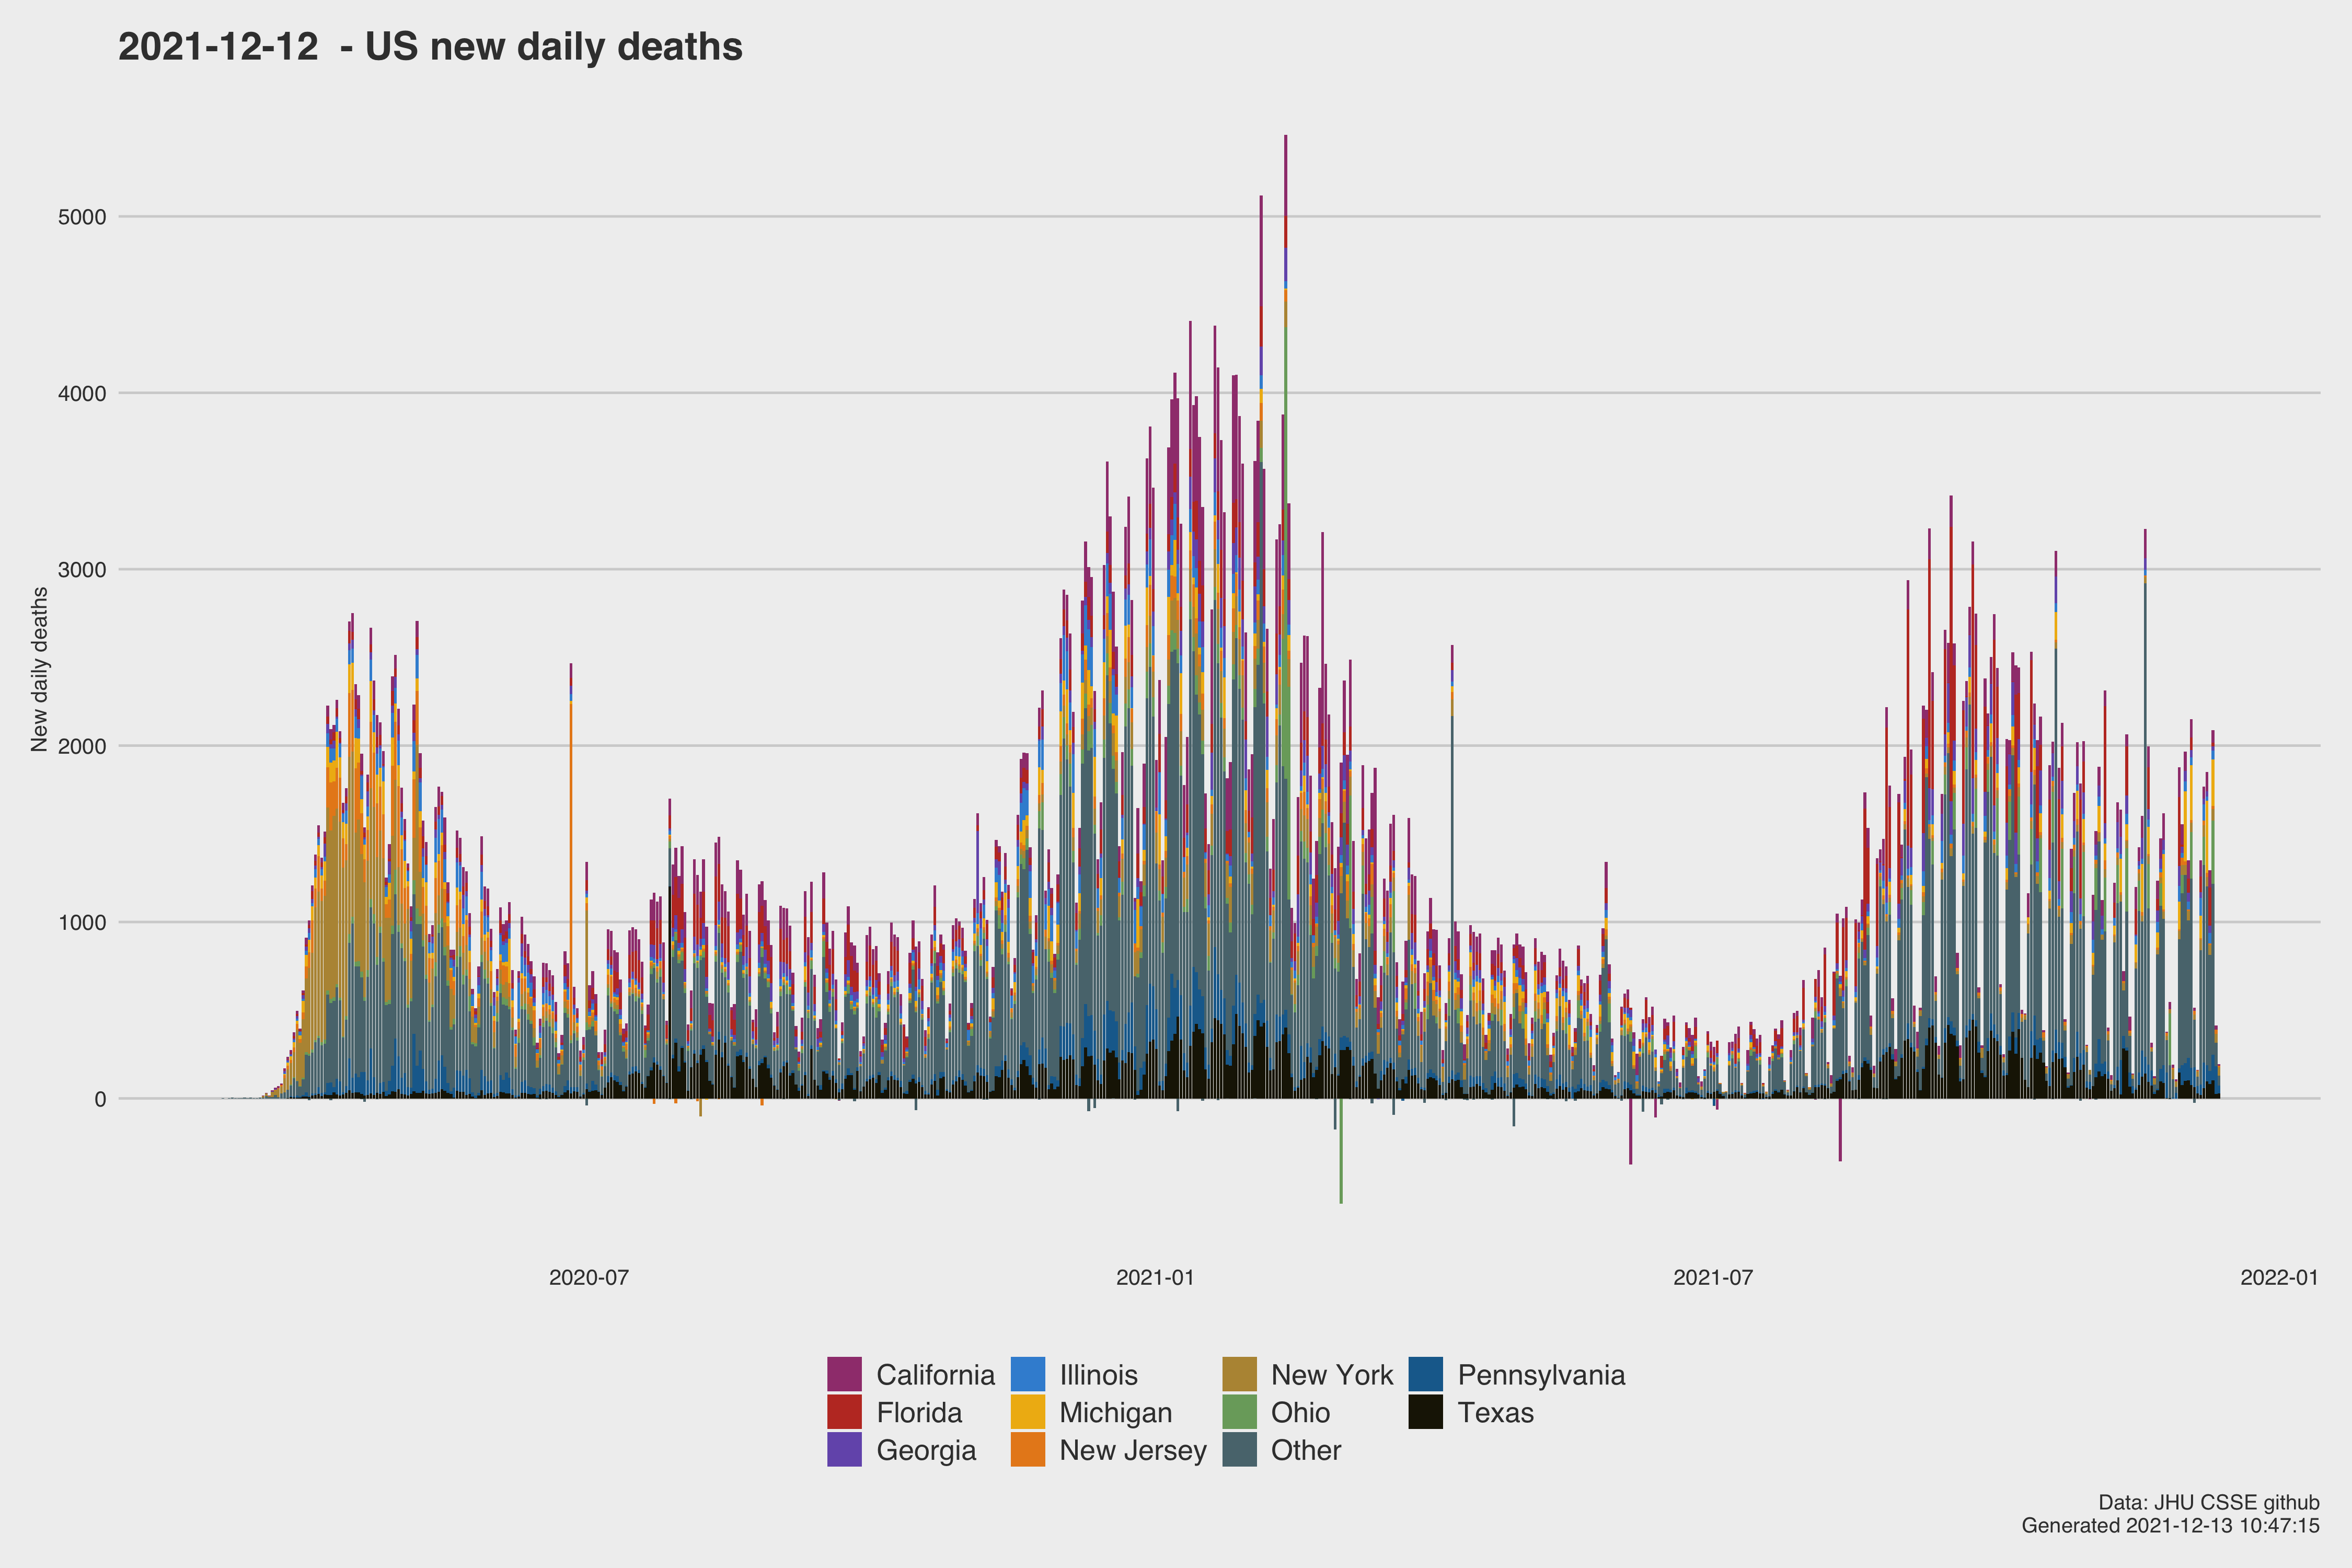 2021-12-12  - US new daily deaths
5000
4000
3000
2000
1000
0
New daily deaths
2020-07
2021-01
2021-07
2022-01
California
Florida
Georgia
Illinois
Michigan
New Jersey
New York
Ohio
Other
Pennsylvania
Texas
Data: JHU CSSE github
Generated 2021-12-13 10:47:15